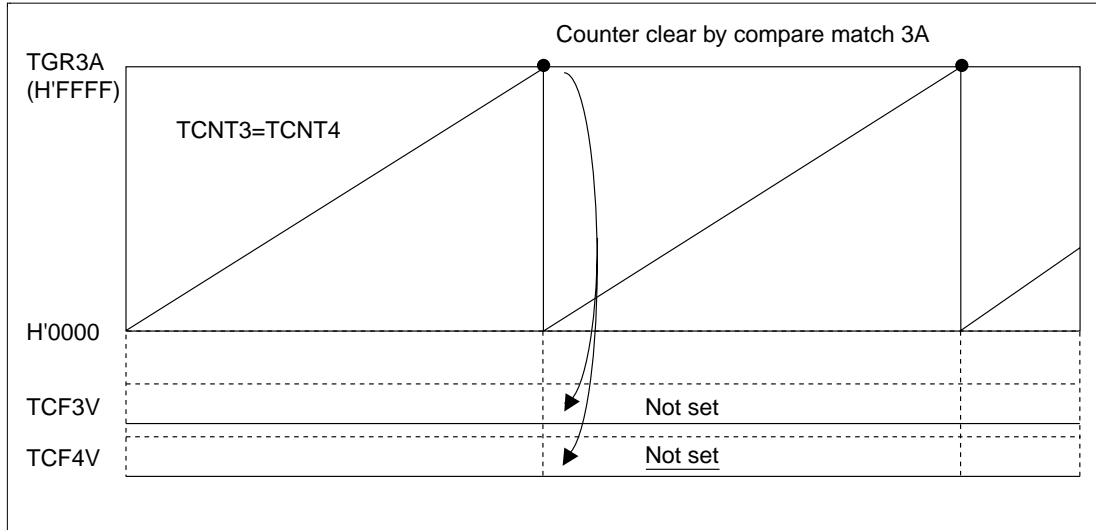 Counter clear by compare match 3A
TGR3A
(H'FFFF)
TCNT3=TCNT4
H'0000
TCF3V
Not set
TCF4V
Not set